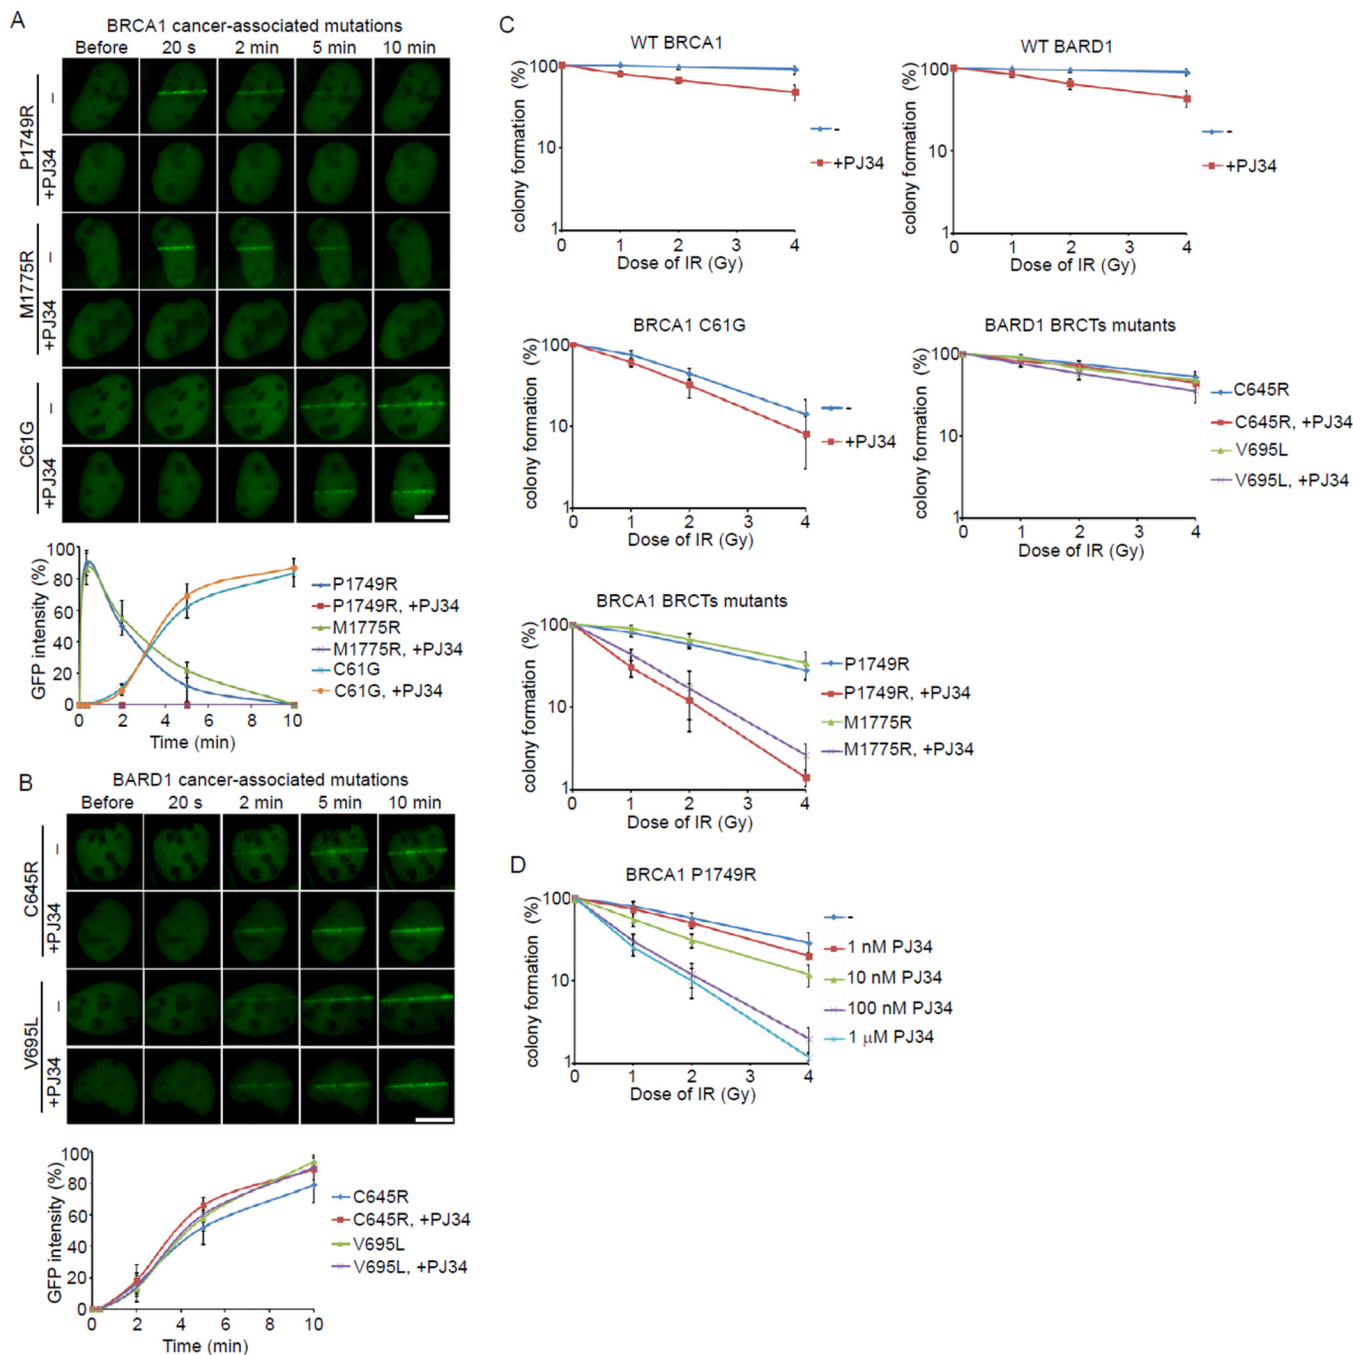 A
BRCA1 cancer-associated mutations
Before 20 s 2 min 5 min 10 min
P1749R
–
+PJ34
M1775R
–
+PJ34
C61G
–
+PJ34
GFP intensity (%)
100
80
60
40
20
0
0 2 4 6 8 10
Time (min)
P1749R
P1749R, +PJ34
M1775R
M1775R, +PJ34
C61G
C61G, +PJ34
B
BARD1 cancer-associated mutations
Before 20 s 2 min 5 min 10 min
C645R
–
+PJ34
V695L
–
+PJ34
GFP intensity (%)
100
80
60
40
20
0
0 2 4 6 8 10
Time (min)
C645R
C645R, +PJ34
V695L
V695L, +PJ34
C
WT BRCA1
colony formation (%)
100
10
1
0 1 2 3 4
Dose of IR (Gy)
-
+PJ34
WT BARD1
colony formation (%)
100
10
1
0 1 2 3 4
Dose of IR (Gy)
-
+PJ34
BRCA1 C61G
colony formation (%)
100
10
1
0 1 2 3 4
Dose of IR (Gy)
-
+PJ34
BARD1 BRCTs mutants
colony formation (%)
100
10
1
0 1 2 3 4
Dose of IR (Gy)
C645R
C645R, +PJ34
V695L
V695L, +PJ34
BRCA1 BRCTs mutants
colony formation (%)
100
10
1
0 1 2 3 4
Dose of IR (Gy)
P1749R
P1749R, +PJ34
M1775R
M1775R, +PJ34
D
BRCA1 P1749R
colony formation (%)
100
10
1
0 1 2 3 4
Dose of IR (Gy)
-
1 nM PJ34
10 nM PJ34
100 nM PJ34
1 μM PJ34